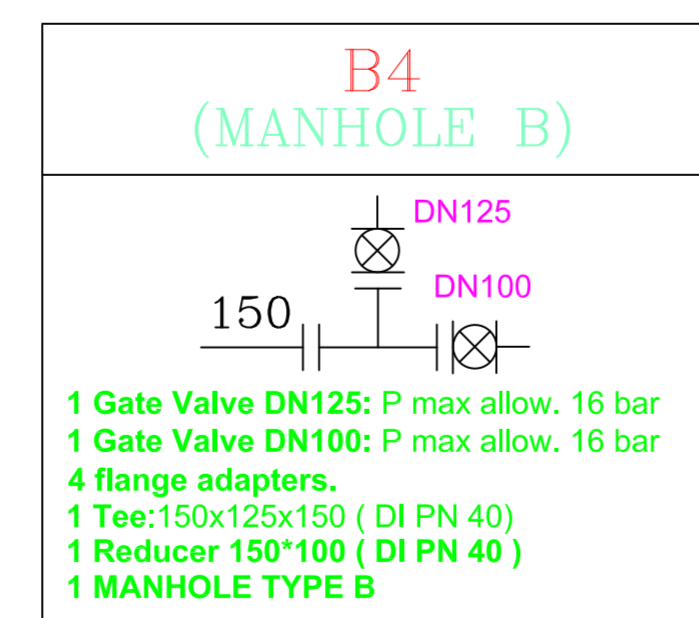 B4
(MANHOLE B)
DN125
DN100
150
1 Gate Valve DN125: P max allow. 16 bar
1 Gate Valve DN100: P max allow. 16 bar
4 flange adapters.
1 Tee:150x125x150 ( DI PN 40)
1 Reducer 150*100 ( DI PN 40 )
1 MANHOLE TYPE B